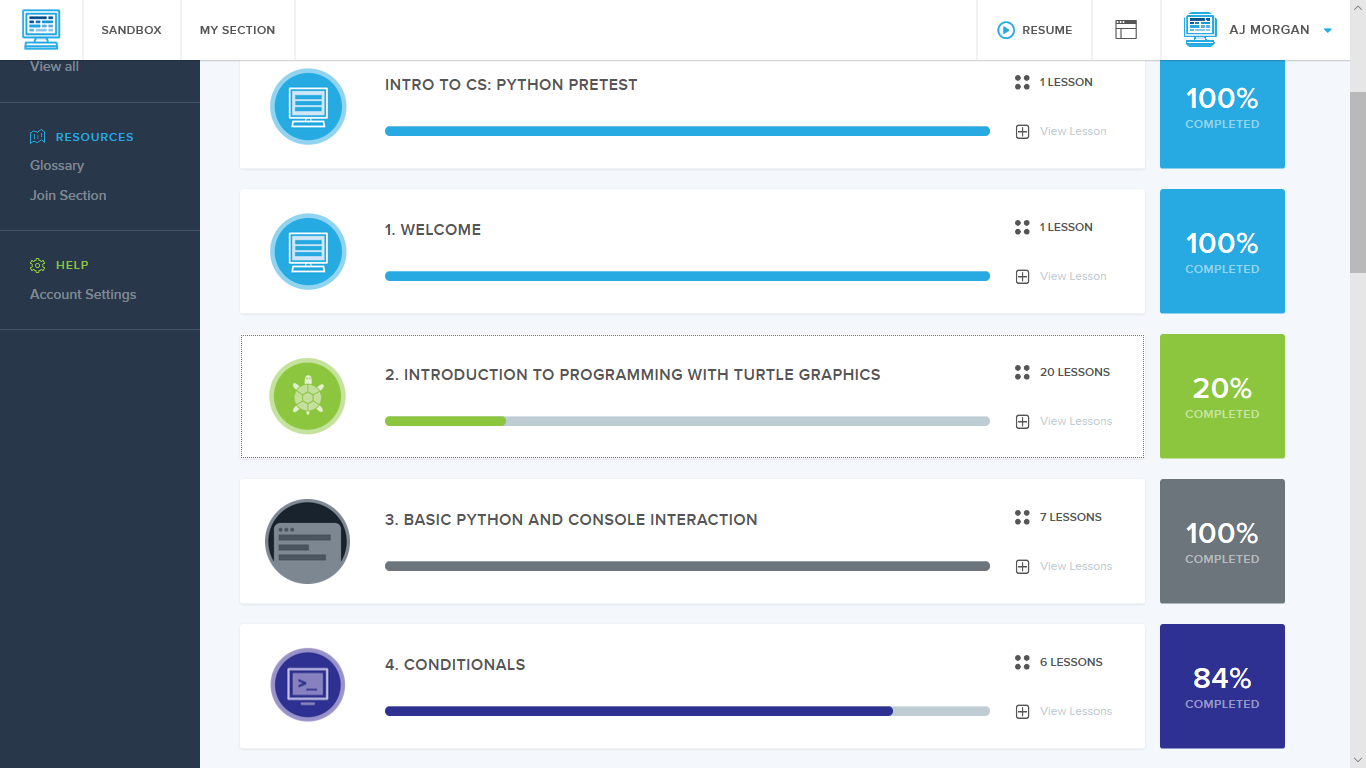 SANDBOX
MY SECTION
RESUME
AJ MORGAN
View all
RESOURCES
Glossary
Join Section
HELP
Account Settings
INTRO TO CS: PYTHON PRETEST
1 LESSON
View Lesson
100%
COMPLETED
1. WELCOME
1 LESSON
View Lesson
100%
COMPLETED
2. INTRODUCTION TO PROGRAMMING WITH TURTLE GRAPHICS
20 LESSONS
View Lessons
20%
COMPLETED
3. BASIC PYTHON AND CONSOLE INTERACTION
7 LESSONS
View Lessons
100%
COMPLETED
>_
4. CONDITIONALS
6 LESSONS
View Lessons
84%
COMPLETED